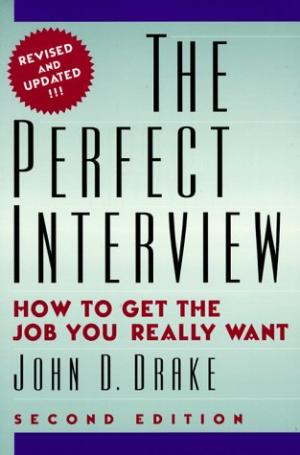 REVISED
AND
UPDATED
!!!
THE
PERFECT
INTERVIEW
HOW TO GET THE
JOB YOU REALLY WANT
JOHN D. DRAKE
SECOND EDITION